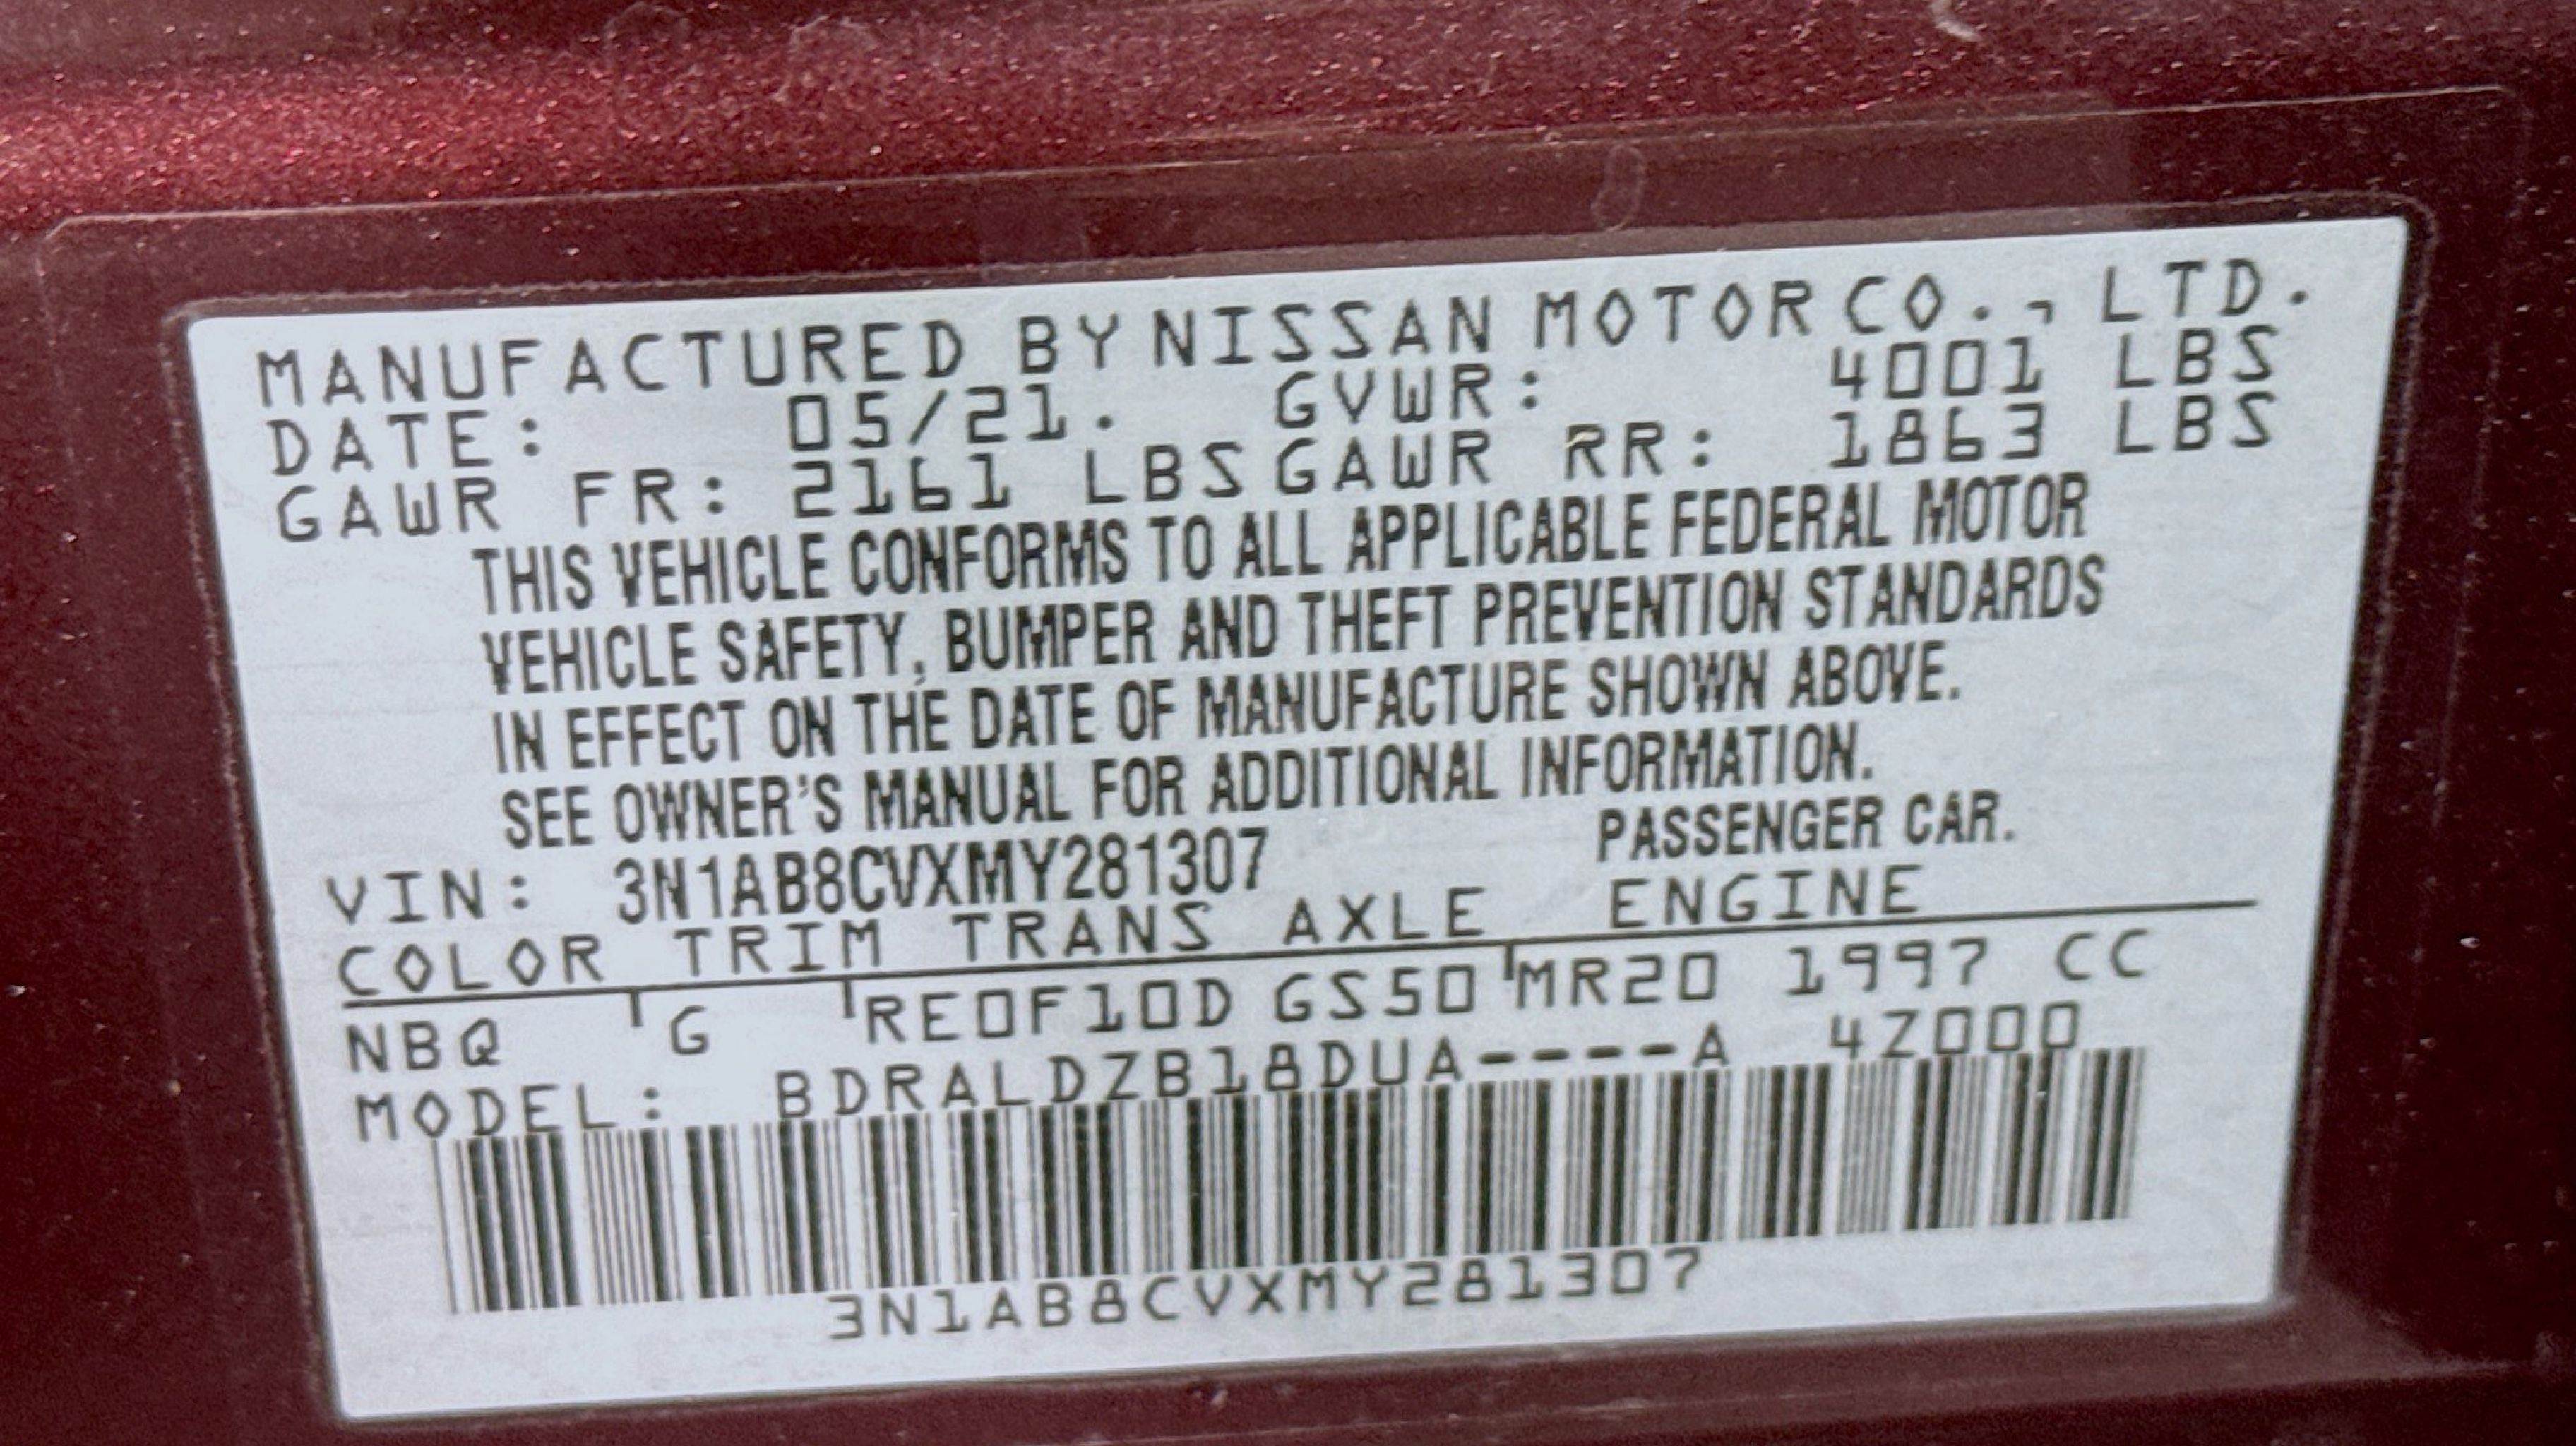 MANUFACTURED BY NISSAN MOTOR CO., LTD.
DATE: 05/21. GVWR: 4001 LBS
GAWR FR: 2161 LBS GAWR RR: 1863 LBS
THIS VEHICLE CONFORMS TO ALL APPLICABLE FEDERAL MOTOR
VEHICLE SAFETY, BUMPER AND THEFT PREVENTION STANDARDS
IN EFFECT ON THE DATE OF MANUFACTURE SHOWN ABOVE.
SEE OWNER'S MANUAL FOR ADDITIONAL INFORMATION.
VIN: 3N1AB8CVXMY281307 PASSENGER CAR.
COLOR TRIM TRANS AXLE ENGINE
NBQ G RE0F10D GS50 MR20 1997 CC
MODEL: BDRALDZB18DUA----A 4Z000
3N1AB8CVXMY281307